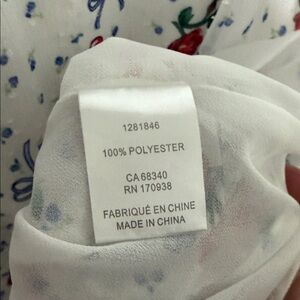 1281846
100% POLYESTER
CA 68340
RN 170938
FABRIQUÉ EN CHINE
MADE IN CHINA